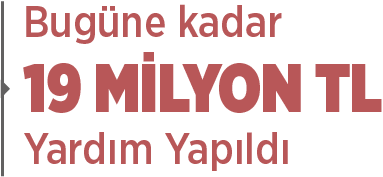 Bugüne kadar
19 MİLYON TL
Yardım Yapıldı